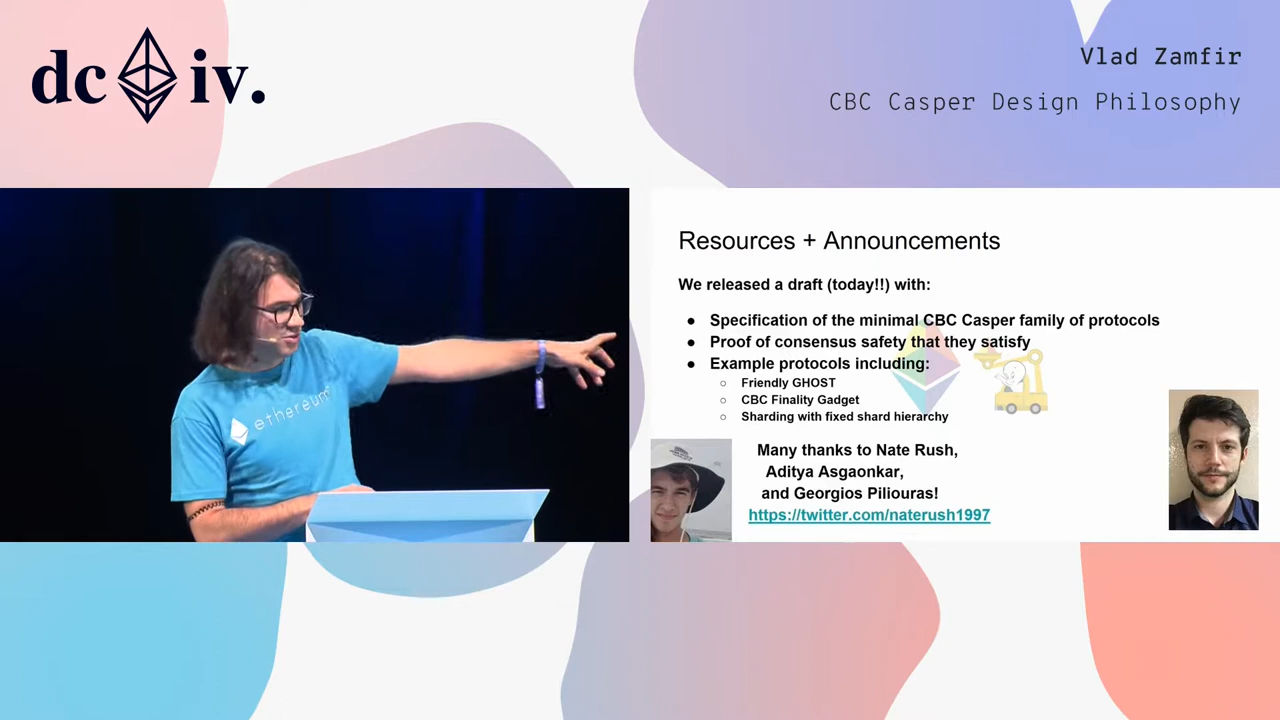 dc iv.
Vlad Zamfir
CBC Casper Design Philosophy
ethereum
Resources + Announcements
We released a draft (today!!) with:
● Specification of the minimal CBC Casper family of protocols
● Proof of consensus safety that they satisfy
● Example protocols including:
○ Friendly GHOST
○ CBC Finality Gadget
○ Sharding with fixed shard hierarchy
Many thanks to Nate Rush,
Aditya Asgaonkar,
and Georgios Piliouras!
https://twitter.com/naterush1997